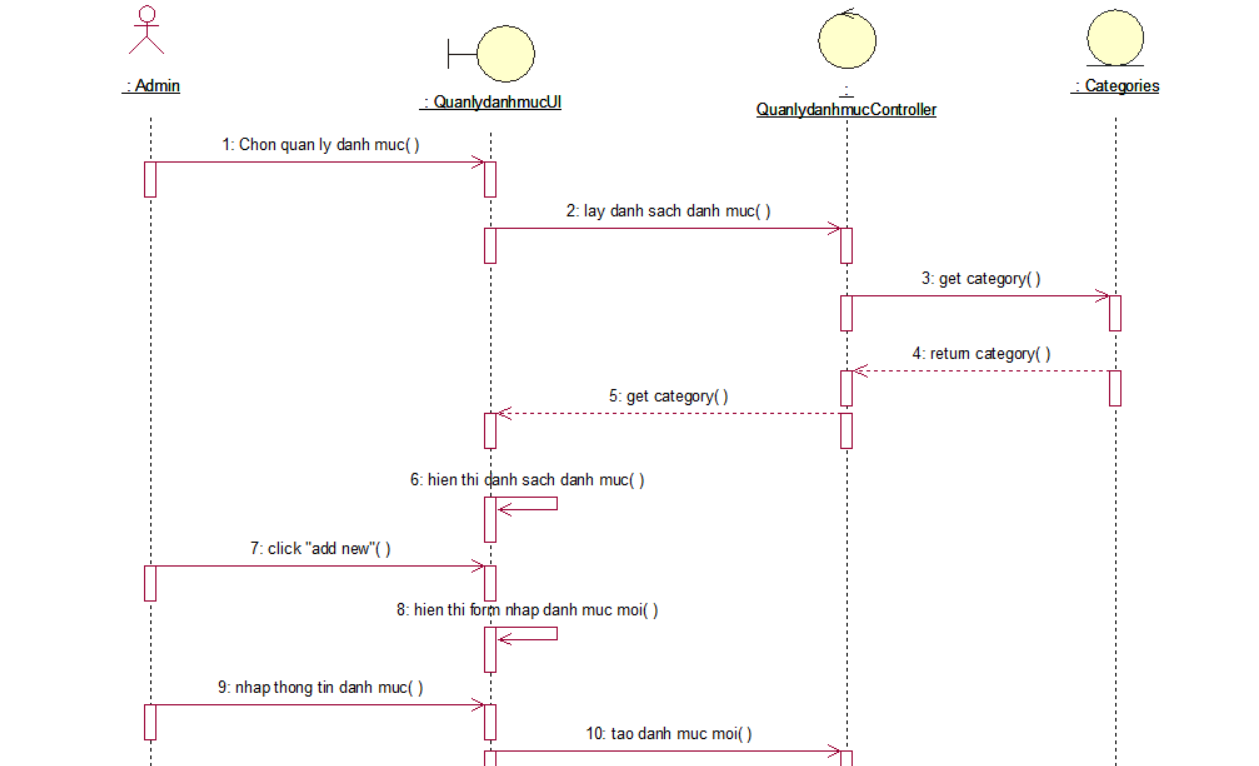 : Admin
: QuanlydanhmucUI
:
QuanlydanhmucController
: Categories
1: Chon quan ly danh muc( )
2: lay danh sach danh muc( )
3: get category( )
4: return category( )
5: get category( )
6: hien thi danh sach danh muc( )
7: click "add new"( )
8: hien thi form nhap danh muc moi( )
9: nhap thong tin danh muc( )
10: tao danh muc moi( )